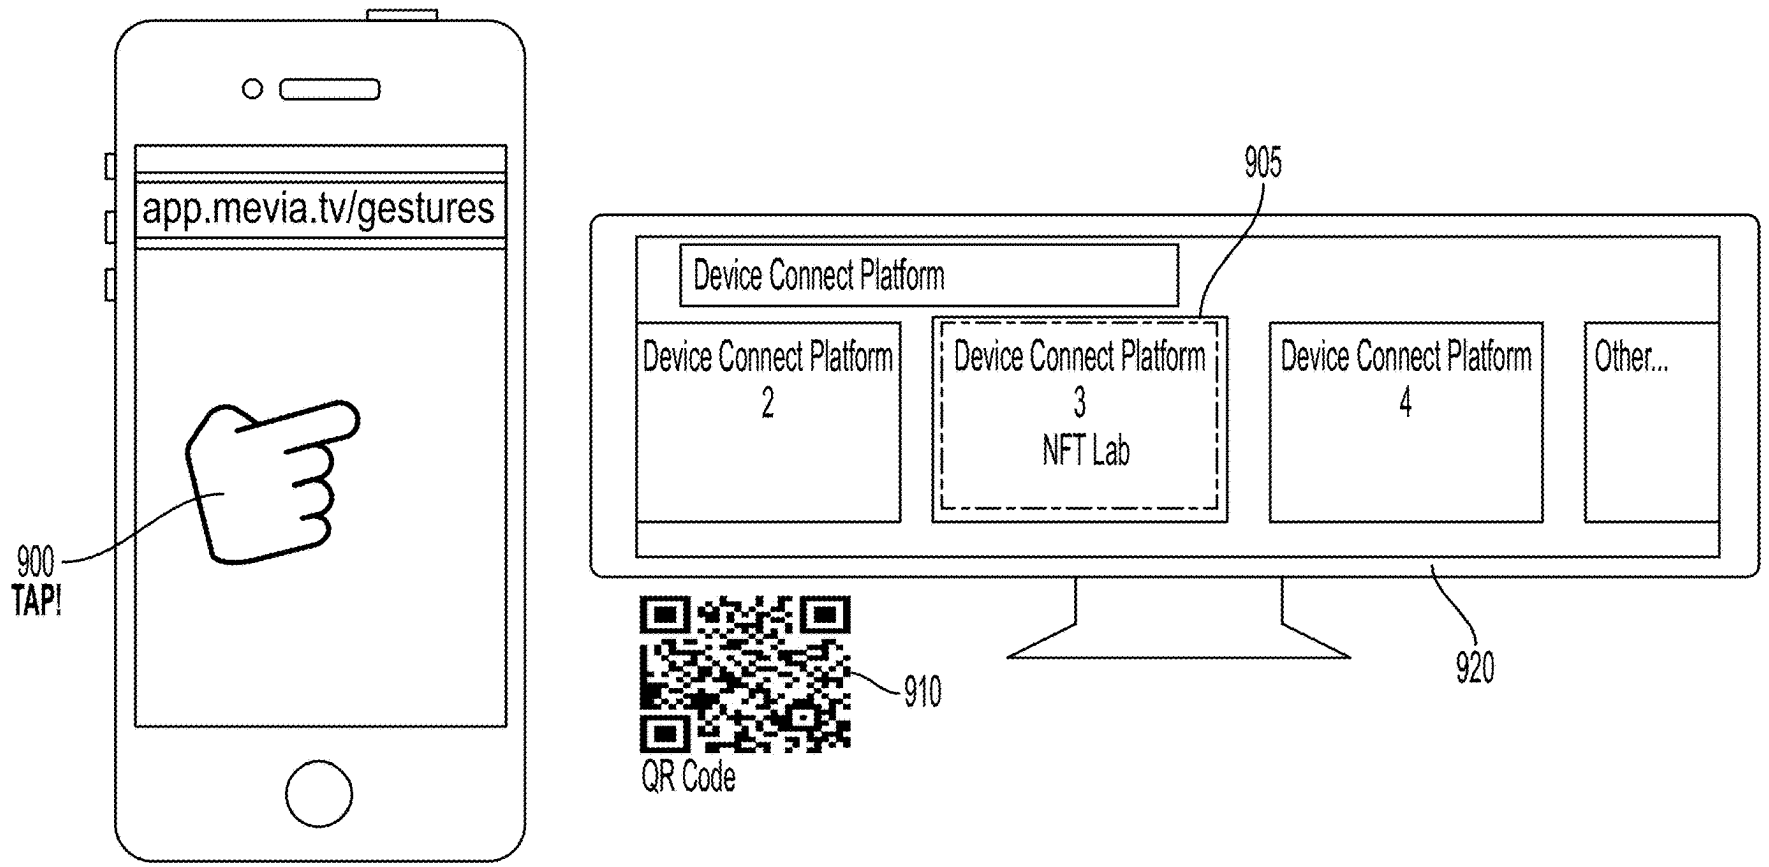 app.mevia.tv/gestures
900
TAP!
905
Device Connect Platform
Device Connect Platform
2
Device Connect Platform
3
NFT Lab
Device Connect Platform
4
Other...
920
910
QR Code